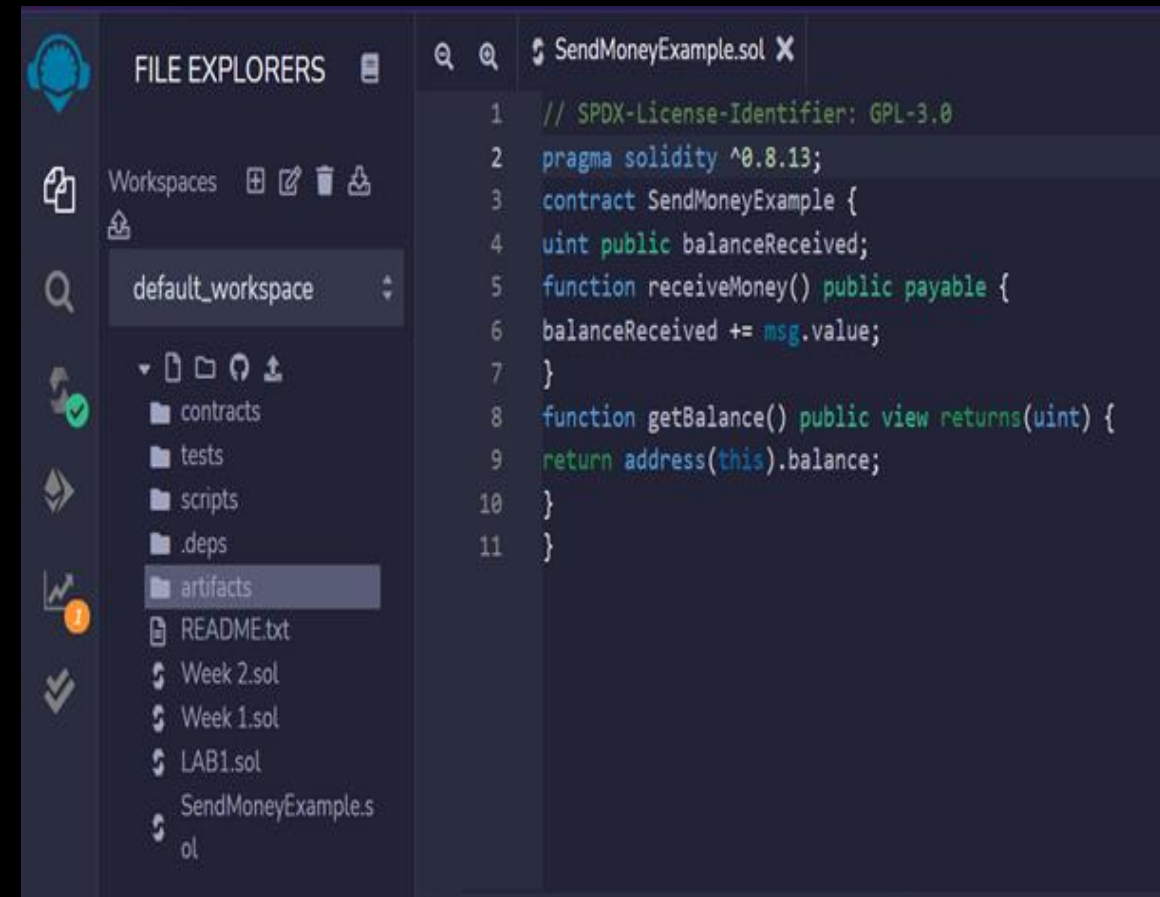 FILE EXPLORERS
Workspaces
default_workspace
contracts
tests
scripts
.deps
artifacts
README.txt
Week 2.sol
Week 1.sol
LAB1.sol
SendMoneyExample.s
ol
1
SendMoneyExample.sol
1 // SPDX-License-Identifier: GPL-3.0
2 pragma solidity ^0.8.13;
3 contract SendMoneyExample {
4 uint public balanceReceived;
5 function receiveMoney() public payable {
6 balanceReceived += msg.value;
7 }
8 function getBalance() public view returns(uint) {
9 return address(this).balance;
10 }
11 }